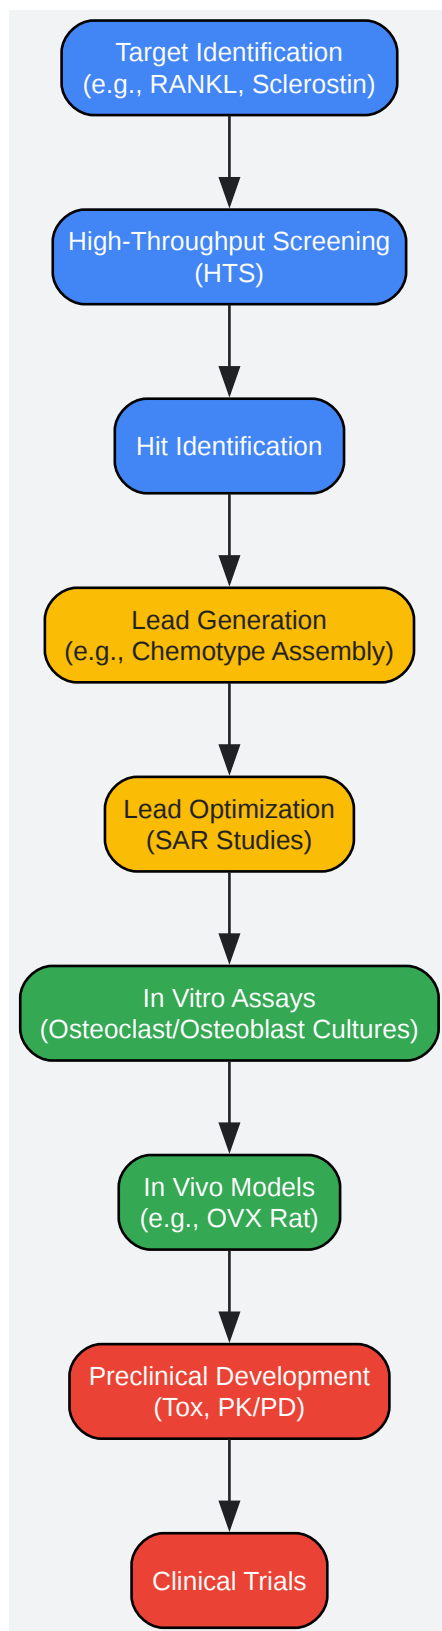 Target Identification
(e.g., RANKL, Sclerostin)
High-Throughput Screening
(HTS)
Hit Identification
Lead Generation
(e.g., Chemotype Assembly)
Lead Optimization
(SAR Studies)
In Vitro Assays
(Osteoclast/Osteoblast Cultures)
In Vivo Models
(e.g., OVX Rat)
Preclinical Development
(Tox, PK/PD)
Clinical Trials